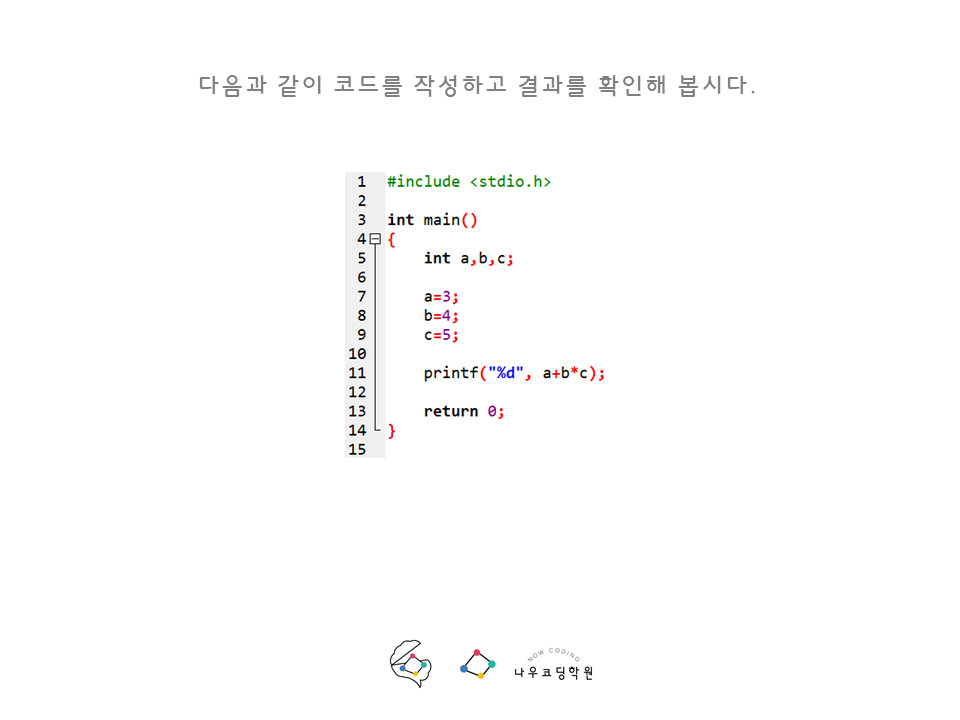 다음과 같이 코드를 작성하고 결과를 확인해 봅시다.
1 #include <stdio.h>
2
3 int main()
4 {
5 int a,b,c;
6
7 a=3;
8 b=4;
9 c=5;
10
11 printf("%d", a+b*c);
12
13 return 0;
14 }
15
NOW CODING
나우코딩학원